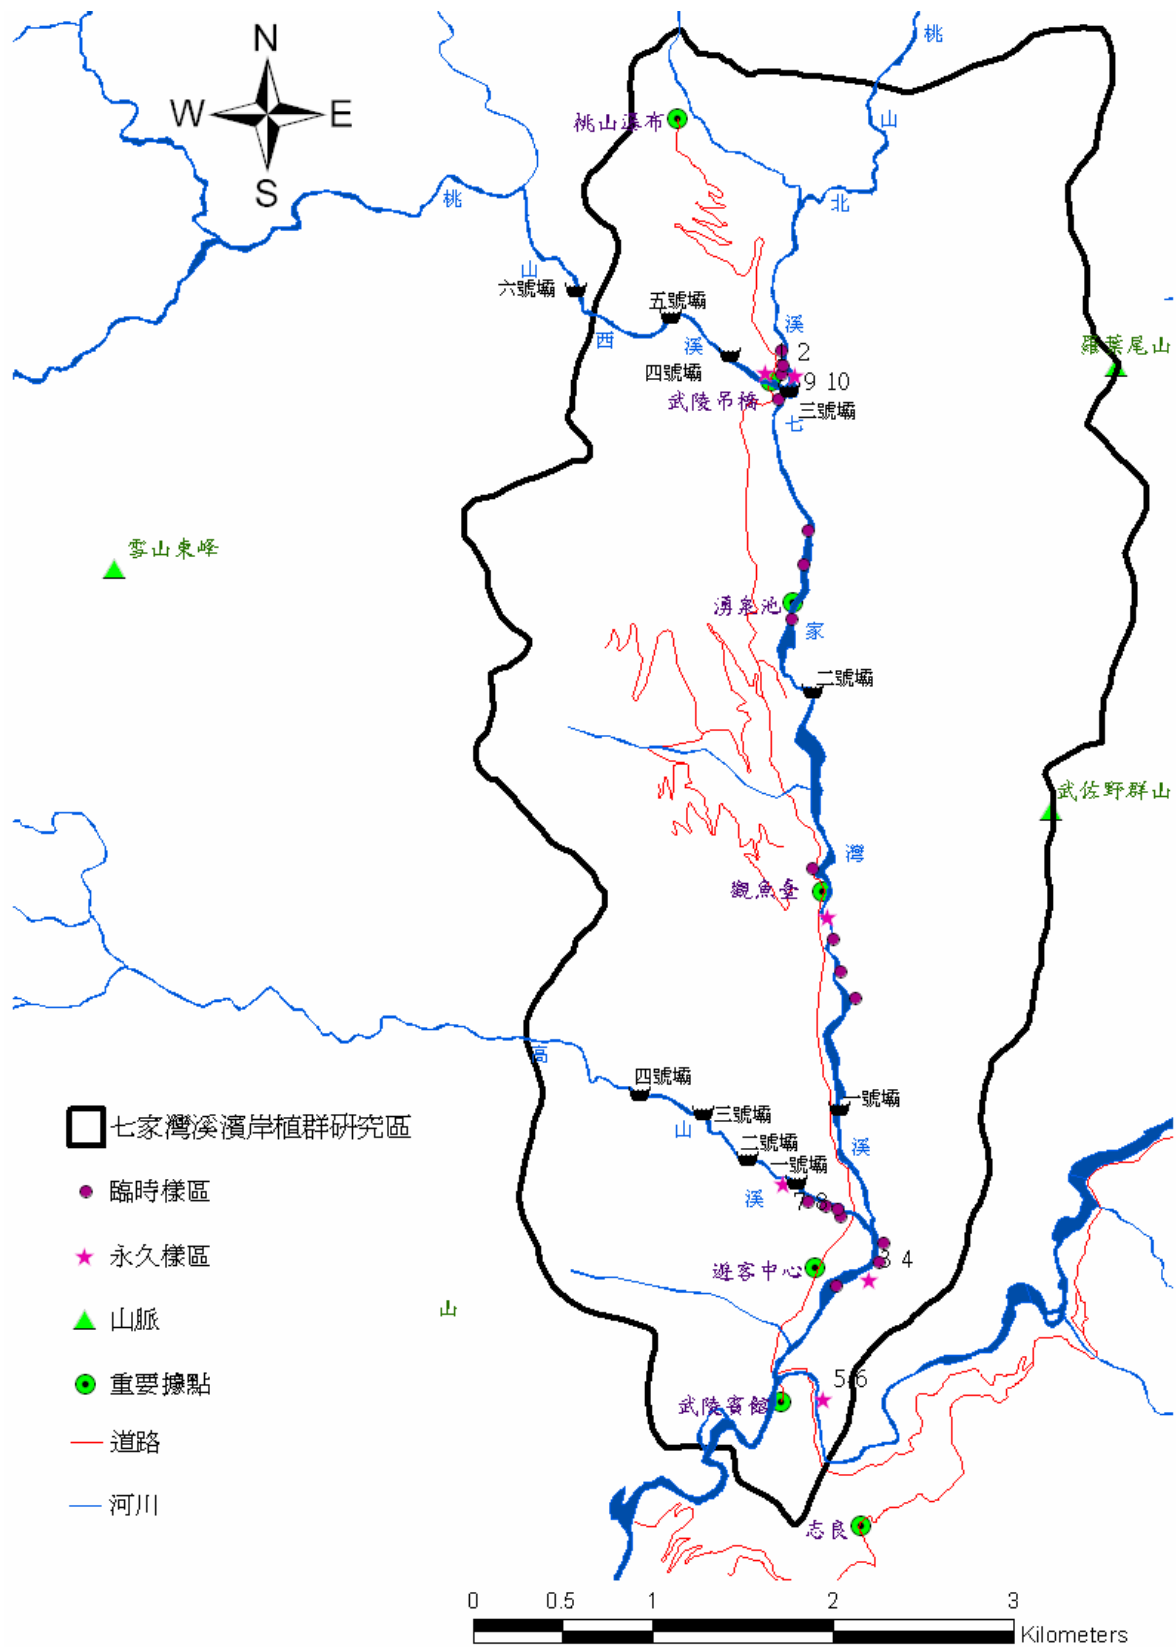 桃
N
山
W
E
桃山瀑布
S
桃
北
山
六號壩
五號壩
西
溪
溪
1 2
羅葉尾山
四號壩
9 10
武陵吊橋
三號壩
七
雪山東峰
湧泉池
家
二號壩
武佐野群山
灣
觀魚臺
高
四號壩
一號壩
三號壩
七家灣溪濱岸植群研究區
山
二號壩
溪
一號壩
臨時樣區
溪
7 8
永久樣區
3 4
遊客中心
山
山脈
重要據點
5 6
武陵賓館
道路
河川
志良
0 0.5 1 2 3
Kilometers